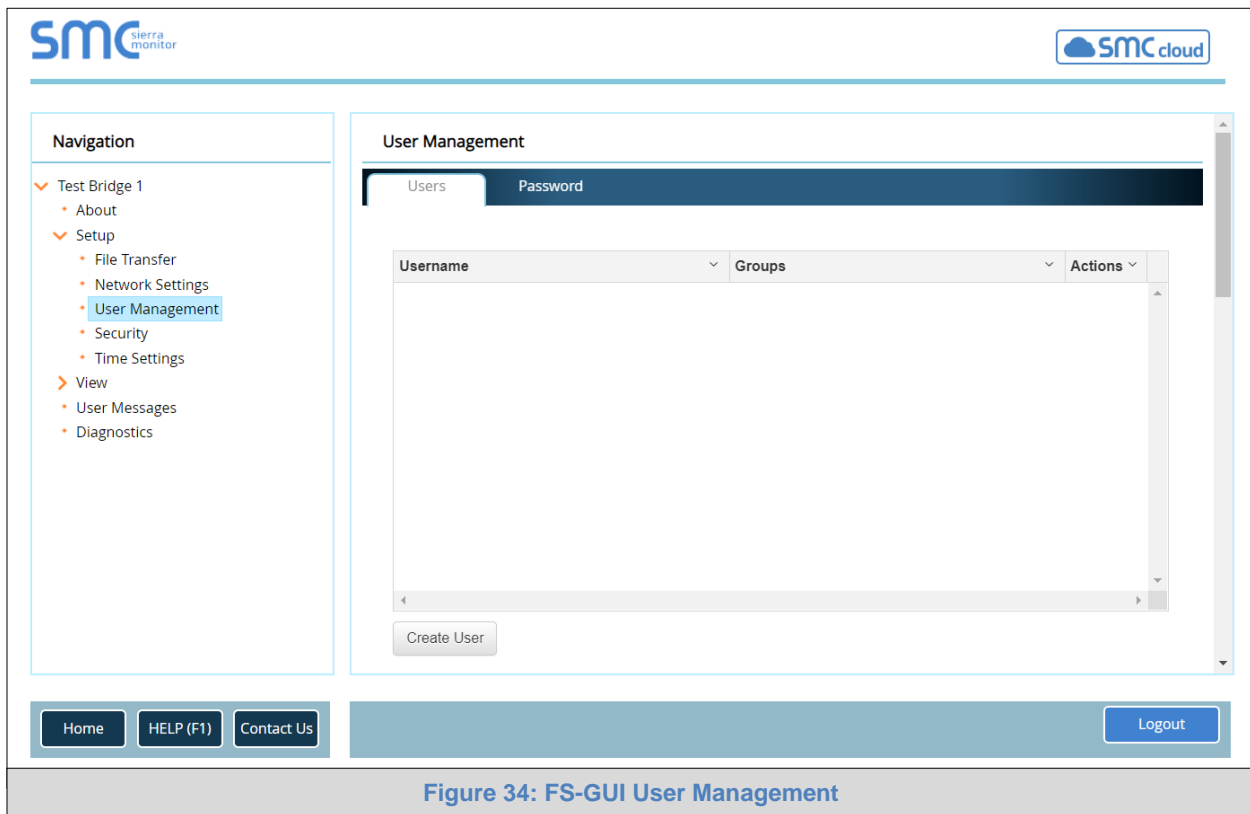 SMC sierra monitor
SMC cloud
Navigation
Test Bridge 1
About
Setup
File Transfer
Network Settings
User Management
Security
Time Settings
View
User Messages
Diagnostics
User Management
Users Password
Username Groups Actions
Create User
Home HELP (F1) Contact Us
Logout
Figure 34: FS-GUI User Management